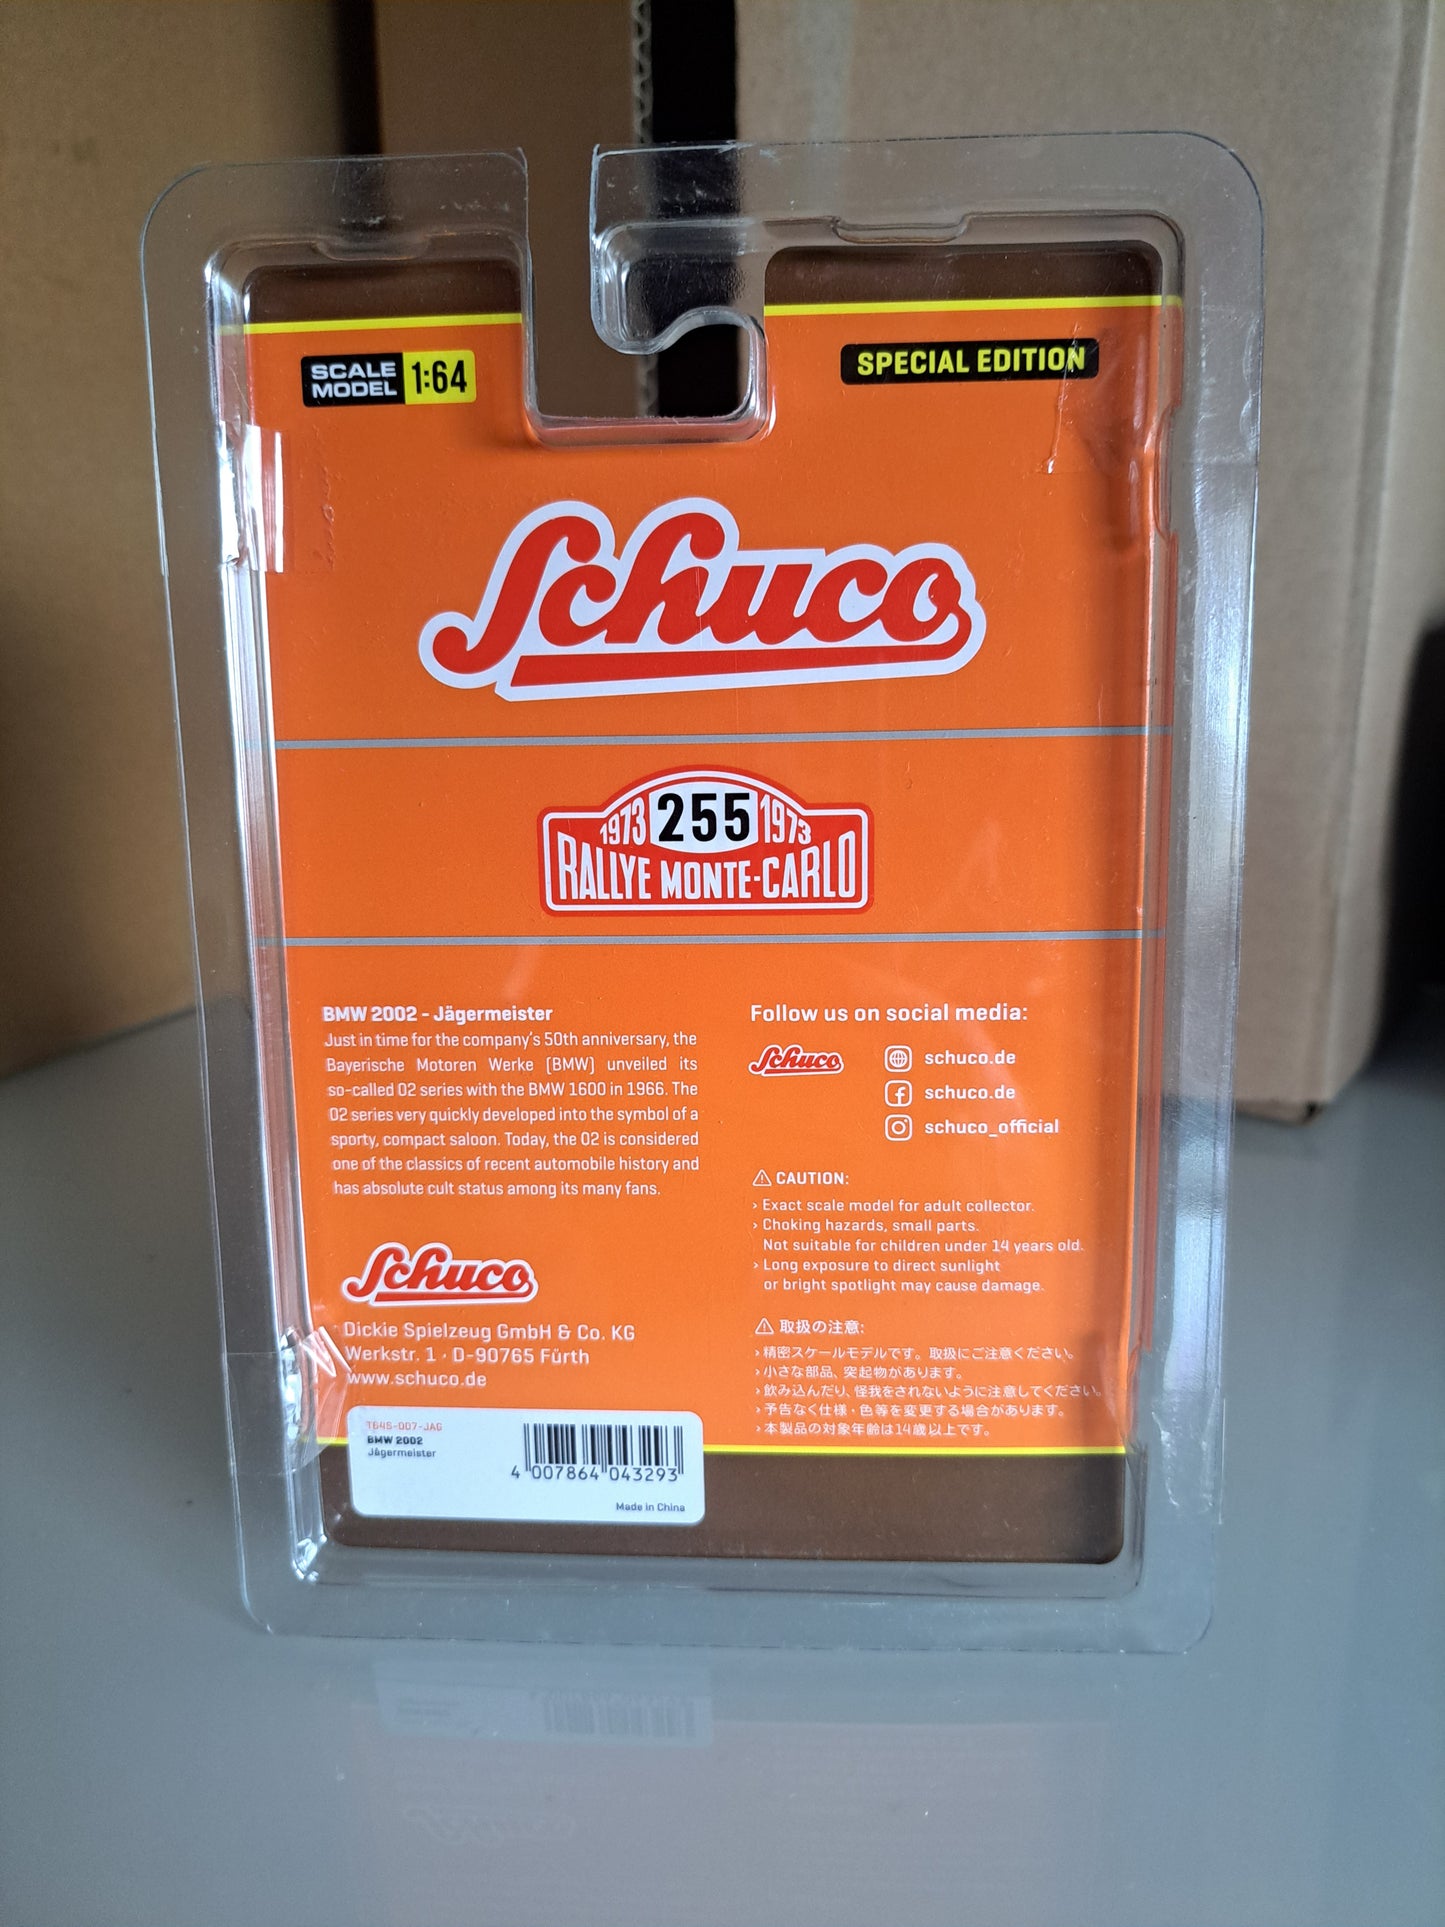 SCALE
MODEL 1:64
SPECIAL EDITION
Schuco
1973 255 1973
RALLYE MONTE-CARLO
BMW 2002 - Jägermeister
Just in time for the company's 50th anniversary, the
Bayerische Motoren Werke (BMW) unveiled its
so-called 02 series with the BMW 1600 in 1966. The
02 series very quickly developed into the symbol of a
sporty, compact saloon. Today, the 02 is considered
one of the classics of recent automobile history and
has absolute cult status among its many fans.
Schuco
Dickie Spielzeug GmbH & Co. KG
Werkstr. 1 · D-90765 Fürth
www.schuco.de
T64S-007-JAG
BMW 2002
Jägermeister
4 007864 043293
Made in China
Follow us on social media:
Schuco
schuco.de
schuco.de
schuco_official
⚠ CAUTION:
› Exact scale model for adult collector.
› Choking hazards, small parts.
Not suitable for children under 14 years old.
› Long exposure to direct sunlight
or bright spotlight may cause damage.
⚠ 取扱の注意:
› 精密スケールモデルです。取扱にご注意ください。
› 小さな部品、突起物があります。
› 飲み込んだり、怪我をされないように注意してください。
› 予告なく仕様・色等を変更する場合があります。
› 本製品の対象年齢は14歳以上です。